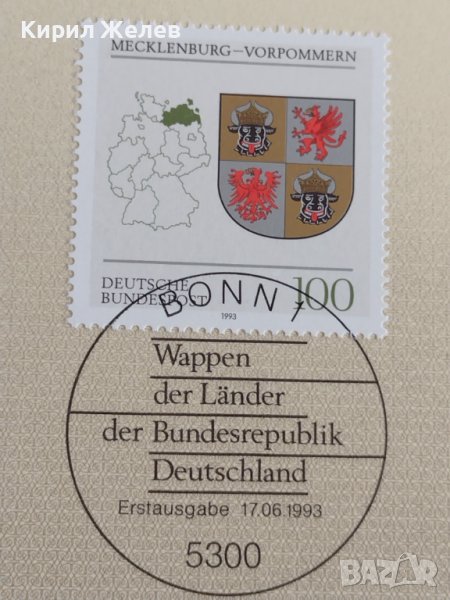 Кирил Желев
MECKLENBURG–VORPOMMERN
DEUTSCHE
BUNDESPOST
100
1993
BONN 1
Wappen
der Länder
der Bundesrepublik
Deutschland
Erstausgabe 17.06.1993
5300
BAZAR